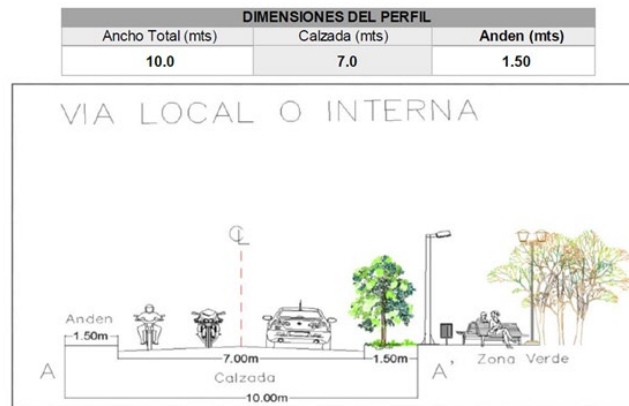 DIMENSIONES DEL PERFIL
Ancho Total (mts) Calzada (mts) Anden (mts)
10.0 7.0 1.50
VIA LOCAL O INTERNA
CL
Anden
1.50m
7.00m 1.50m
A Calzada A' Zona Verde
10.00m